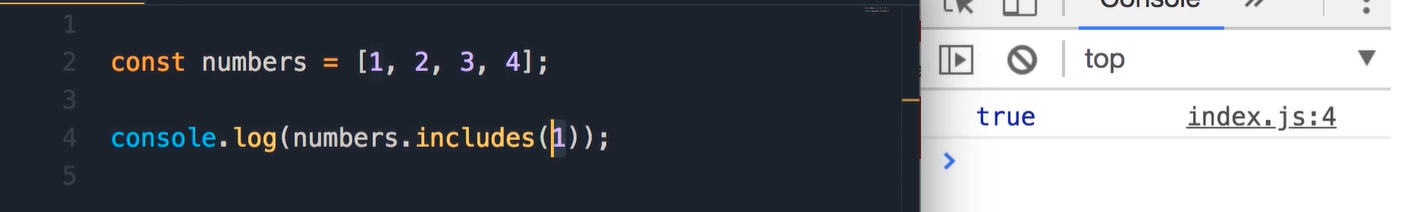 1
2 const numbers = [1, 2, 3, 4];
3
4 console.log(numbers.includes(1));
5
Console »
top
true index.js:4